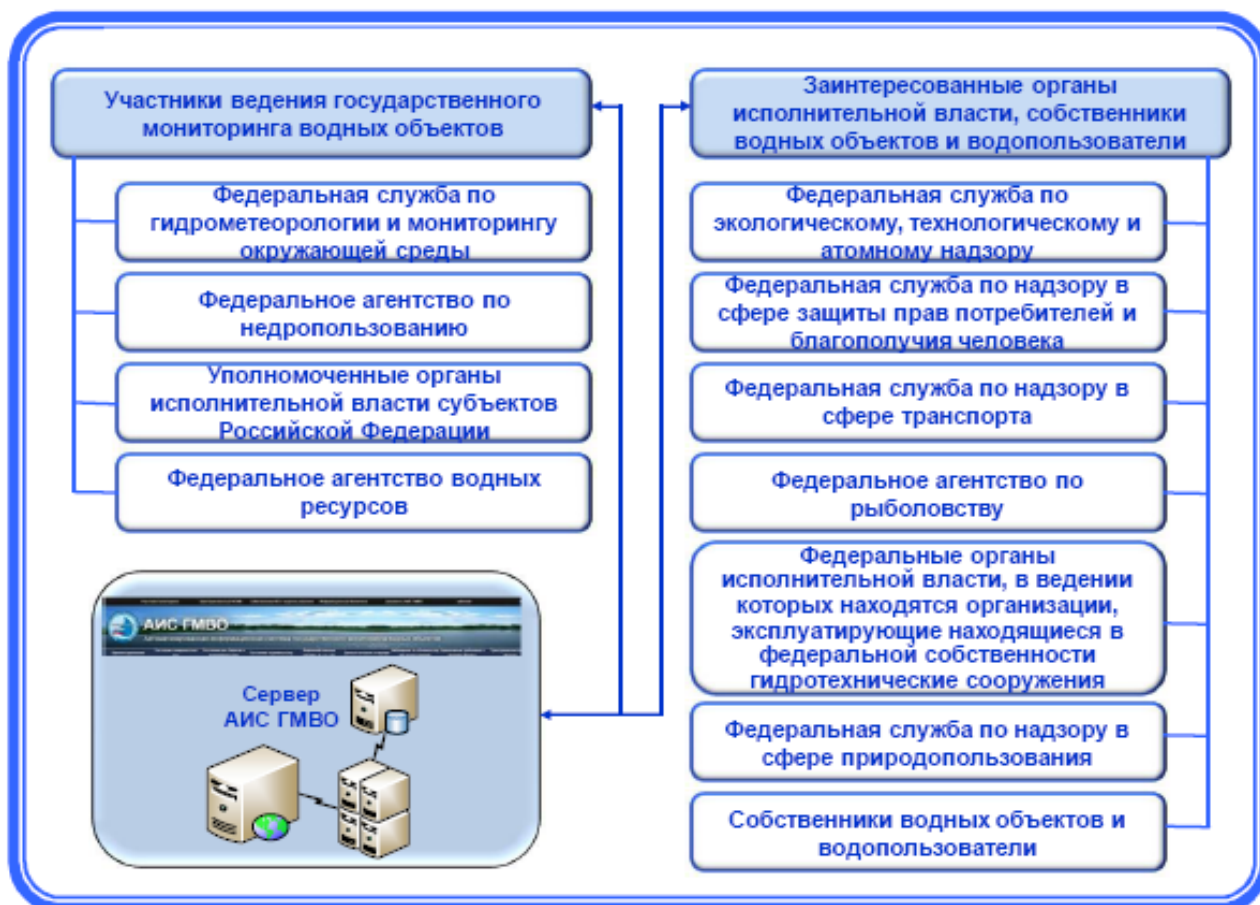 Участники ведения государственного
мониторинга водных объектов
Федеральная служба по
гидрометеорологии и мониторингу
окружающей среды
Федеральное агентство по
недропользованию
Уполномоченные органы
исполнительной власти субъектов
Российской Федерации
Федеральное агентство водных
ресурсов
АИС ГМВО
Сервер
АИС ГМВО
Заинтересованные органы
исполнительной власти, собственники
водных объектов и водопользователи
Федеральная служба по
экологическому, технологическому и
атомному надзору
Федеральная служба по надзору в
сфере защиты прав потребителей и
благополучия человека
Федеральная служба по надзору в
сфере транспорта
Федеральное агентство по
рыболовству
Федеральные органы
исполнительной власти, в ведении
которых находятся организации,
эксплуатирующие находящиеся в
федеральной собственности
гидротехнические сооружения
Федеральная служба по надзору в
сфере природопользования
Собственники водных объектов и
водопользователи